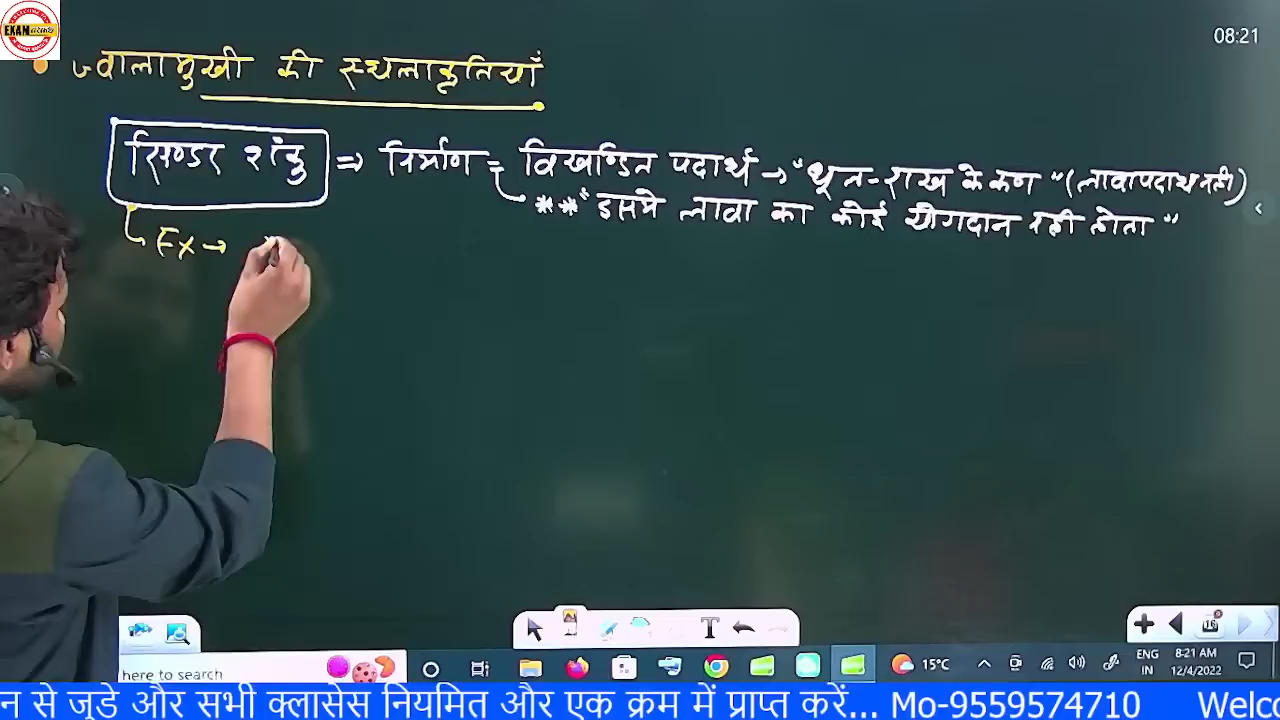 EXAN
08:21
ज्वालामुखी की स्थलाकृतियाँ
सिण्डर शंकु ⇒ निर्माण = विखण्डित पदार्थ → "धूल-राख के कण" (लावापदार्थ नही)
** "इसमे लावा का कोई योगदान नही होता"
Ex →
T
here to search
15°C
ENG
IN
8:21 AM
12/4/2022
न से जुडे और सभी क्लासेस नियमित और एक क्रम में प्राप्त करें... Mo-9559574710 Welc